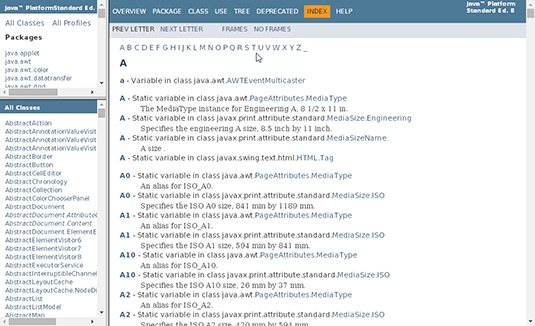 Java™ PlatformStandard Ed.
All Classes All Profiles
Packages
java.applet
java.awt
java.awt.color
java.awt.datatransfer
java.awt.dnd
All Classes
AbstractAction
AbstractAnnotationValueVisit
AbstractAnnotationValueVisit
AbstractAnnotationValueVisit
AbstractBorder
AbstractButton
AbstractCellEditor
AbstractChronology
AbstractCollection
AbstractColorChooserPanel
AbstractDocument
AbstractDocument.Attribute
AbstractDocument.Content
AbstractDocument.ElementE
AbstractElementVisitor6
AbstractElementVisitor7
AbstractElementVisitor8
AbstractExecutorService
AbstractInterruptibleChannel
AbstractLayoutCache
AbstractLayoutCache.NodeDi
AbstractList
AbstractListModel
AbstractMap
OVERVIEW PACKAGE CLASS USE TREE DEPRECATED INDEX HELP
Java™ Platform
Standard Ed. 8
PREV LETTER NEXT LETTER FRAMES NO FRAMES
A B C D E F G H I J K L M N O P Q R S T U V W X Y Z _
A
a - Variable in class java.awt.AWTEventMulticaster
A - Static variable in class java.awt.PageAttributes.MediaType
The MediaType instance for Engineering A, 8 1/2 x 11 in.
A - Static variable in class javax.print.attribute.standard.MediaSize.Engineering
Specifies the engineering A size, 8.5 inch by 11 inch.
A - Static variable in class javax.print.attribute.standard.MediaSizeName
A size .
A - Static variable in class javax.swing.text.html.HTML.Tag
A0 - Static variable in class java.awt.PageAttributes.MediaType
An alias for ISO_A0.
A0 - Static variable in class javax.print.attribute.standard.MediaSize.ISO
Specifies the ISO A0 size, 841 mm by 1189 mm.
A1 - Static variable in class java.awt.PageAttributes.MediaType
An alias for ISO_A1.
A1 - Static variable in class javax.print.attribute.standard.MediaSize.ISO
Specifies the ISO A1 size, 594 mm by 841 mm.
A10 - Static variable in class java.awt.PageAttributes.MediaType
An alias for ISO_A10.
A10 - Static variable in class javax.print.attribute.standard.MediaSize.ISO
Specifies the ISO A10 size, 26 mm by 37 mm.
A2 - Static variable in class java.awt.PageAttributes.MediaType
An alias for ISO_A2.
A2 - Static variable in class javax.print.attribute.standard.MediaSize.ISO
Specifies the ISO A2 size, 420 mm by 594 mm.